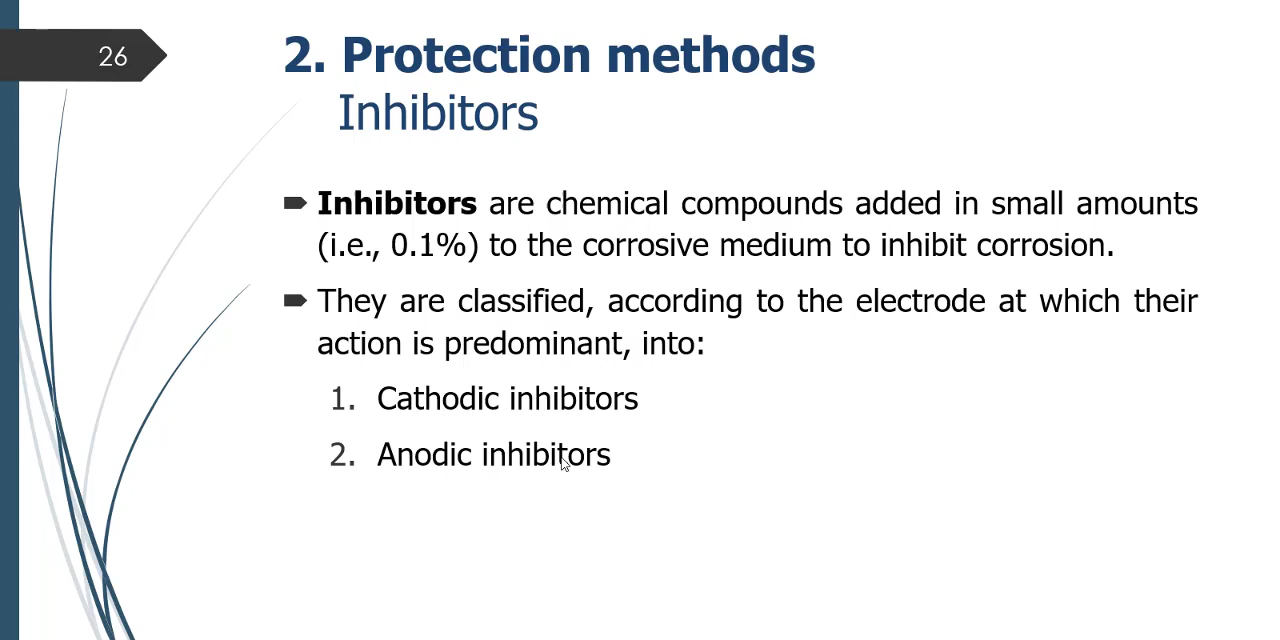 26
2. Protection methods
Inhibitors
Inhibitors are chemical compounds added in small amounts
(i.e., 0.1%) to the corrosive medium to inhibit corrosion.
They are classified, according to the electrode at which their
action is predominant, into:
1. Cathodic inhibitors
2. Anodic inhibitors